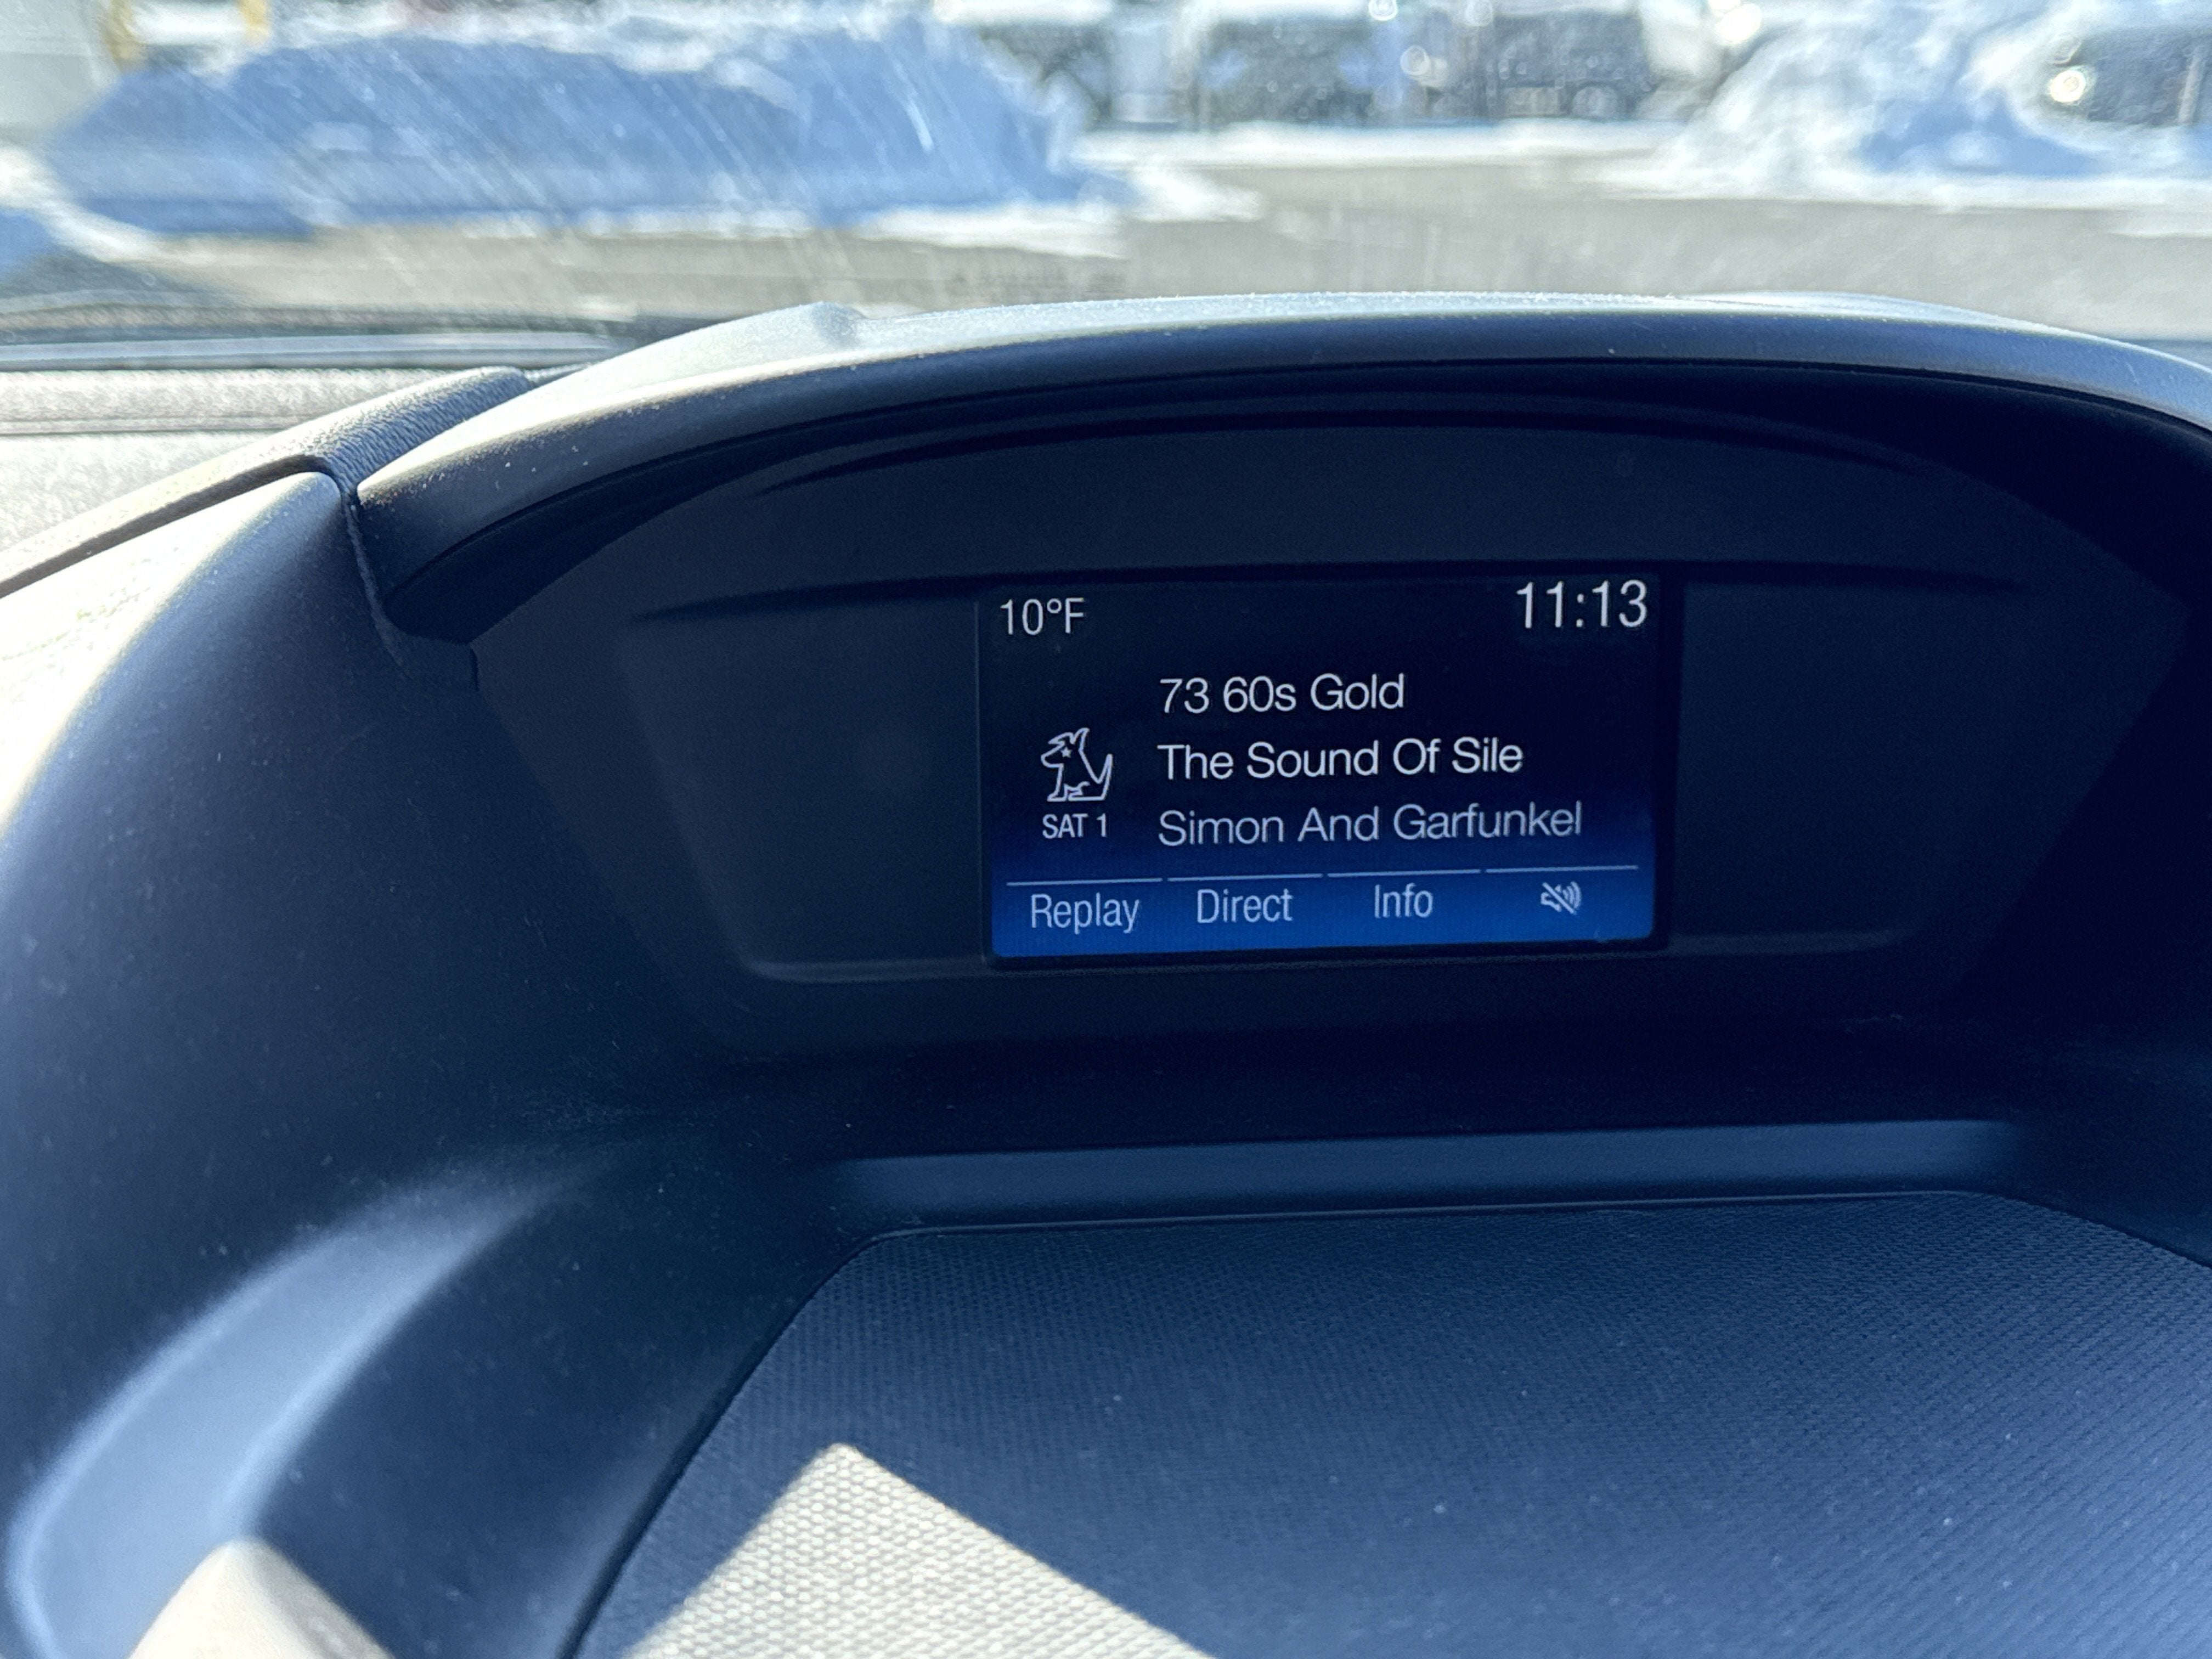 10°F 11:13
73 60s Gold
The Sound Of Sile
Simon And Garfunkel
SAT 1
Replay Direct Info